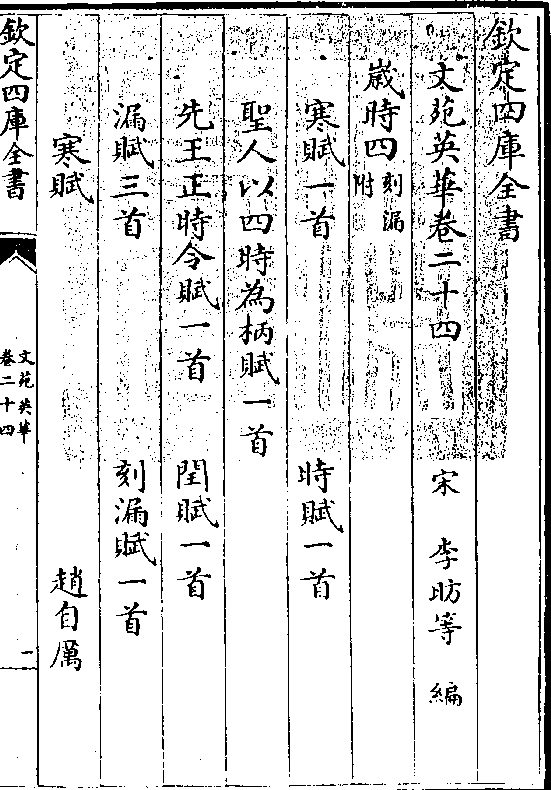 欽定四庫全書
文苑英華卷二十四
宋 李昉等 編
歲時四 刻漏附
寒賦一首 時賦一首
聖人以四時為柄賦一首
先王正時令賦一首 閏賦一首
漏賦三首 刻漏賦一首
寒賦 趙自厲
欽定四庫全書
文苑英華
卷二十四
一